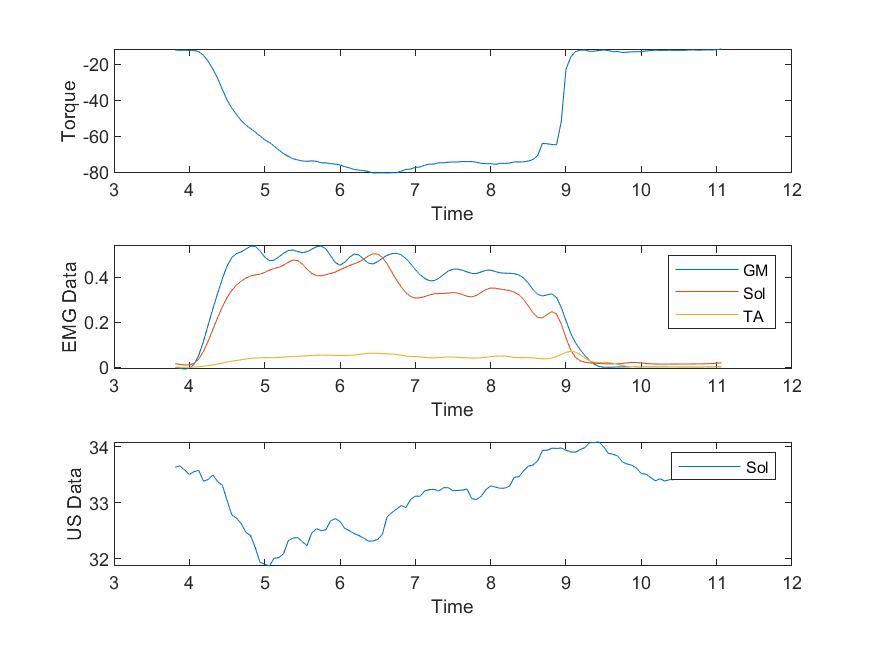 -20
-40
-60
-80
Torque
3 4 5 6 7 8 9 10 11 12
Time
0.4
0.2
0
EMG Data
GM
Sol
TA
3 4 5 6 7 8 9 10 11 12
Time
34
33
32
US Data
Sol
3 4 5 6 7 8 9 10 11 12
Time